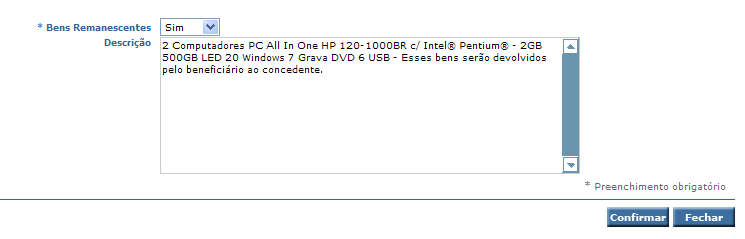 * Bens Remanescentes Sim
Descrição
2 Computadores PC All In One HP 120-1000BR c/ Intel® Pentium® - 2GB
500GB LED 20 Windows 7 Grava DVD 6 USB - Esses bens serão devolvidos
pelo beneficiário ao concedente.
* Preenchimento obrigatório
Confirmar Fechar